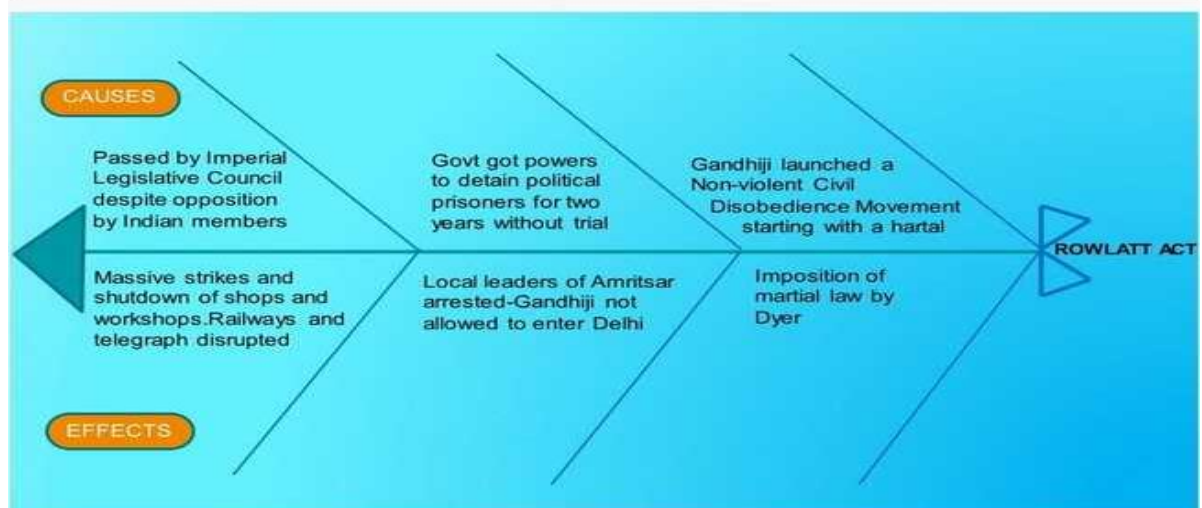 CAUSES
Passed by Imperial
Legislative Council
despite opposition
by Indian members
Govt got powers
to detain political
prisoners for two
years without trial
Gandhiji launched a
Non-violent Civil
Disobedience Movement
starting with a hartal
ROWLATT ACT
Massive strikes and
shutdown of shops and
workshops.Railways and
telegraph disrupted
Local leaders of Amritsar
arrested-Gandhiji not
allowed to enter Delhi
Imposition of
martial law by
Dyer
EFFECTS